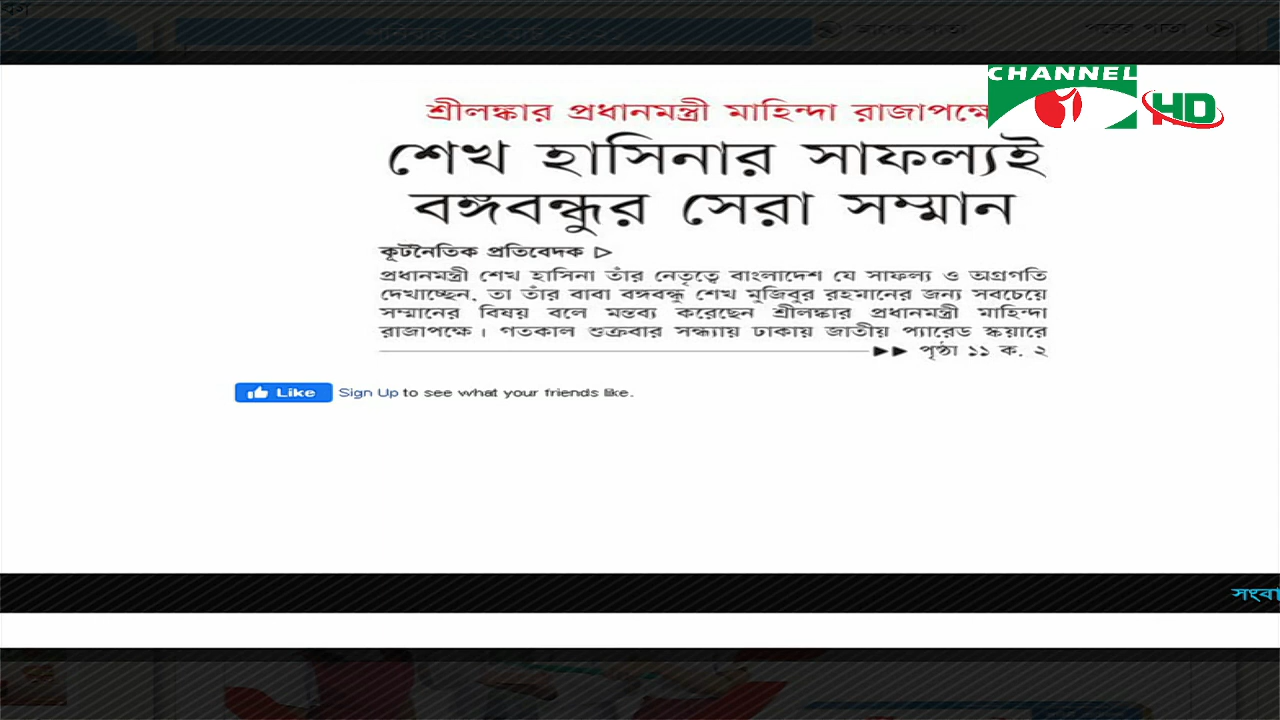 CHANNEL
HD
শ্রীলঙ্কার প্রধানমন্ত্রী মাহিন্দা রাজাপক্ষে
শেখ হাসিনার সাফল্যই
বঙ্গবন্ধুর সেরা সম্মান
কূটনৈতিক প্রতিবেদক ▷
প্রধানমন্ত্রী শেখ হাসিনা তাঁর নেতৃত্বে বাংলাদেশ যে সাফল্য ও অগ্রগতি
দেখাচ্ছেন, তা তাঁর বাবা বঙ্গবন্ধু শেখ মুজিবুর রহমানের জন্য সবচেয়ে
সম্মানের বিষয় বলে মন্তব্য করেছেন শ্রীলঙ্কার প্রধানমন্ত্রী মাহিন্দা
রাজাপক্ষে। গতকাল শুক্রবার সন্ধ্যায় ঢাকায় জাতীয় প্যারেড স্কয়ারে
▶▶ পৃষ্ঠা ১১ ক. ২
Like Sign Up to see what your friends like.